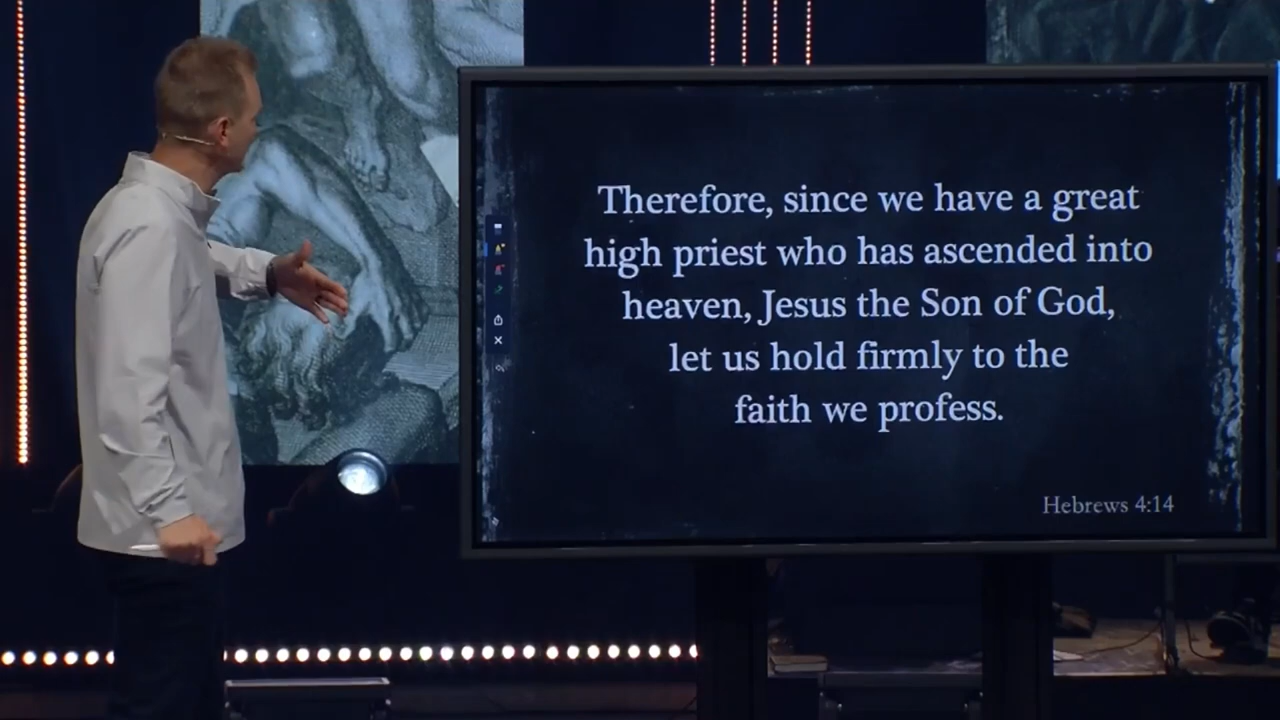 Therefore, since we have a great
high priest who has ascended into
heaven, Jesus the Son of God,
let us hold firmly to the
faith we profess.
Hebrews 4:14